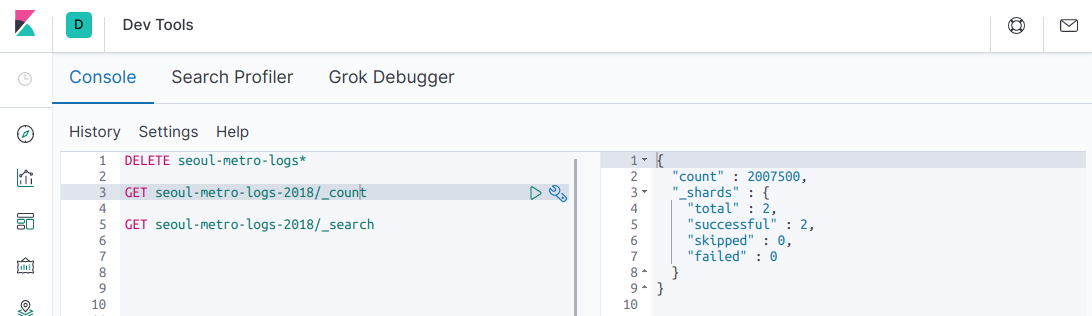 D Dev Tools
Console Search Profiler Grok Debugger
History Settings Help
1 DELETE seoul-metro-logs*
2
3 GET seoul-metro-logs-2018/_count
4
5 GET seoul-metro-logs-2018/_search
6
7
8
9
10
1 {
2 "count" : 2007500,
3 "_shards" : {
4 "total" : 2,
5 "successful" : 2,
6 "skipped" : 0,
7 "failed" : 0
8 }
9 }
10